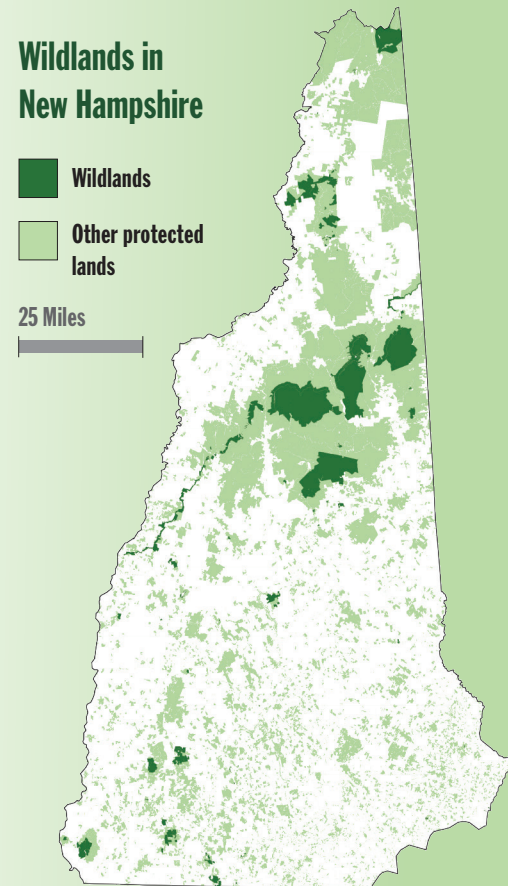 Wildlands in
New Hampshire
Wildlands
Other protected
lands
25 Miles